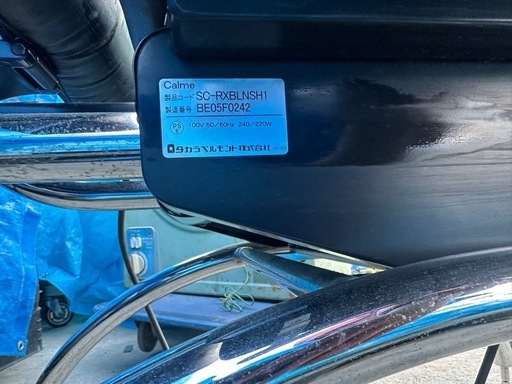 Calme
製品コード SC-RXBLNSH1
製造番号 BE05F0242
100V 50/60Hz 240/220W
タカラベルモント株式会社